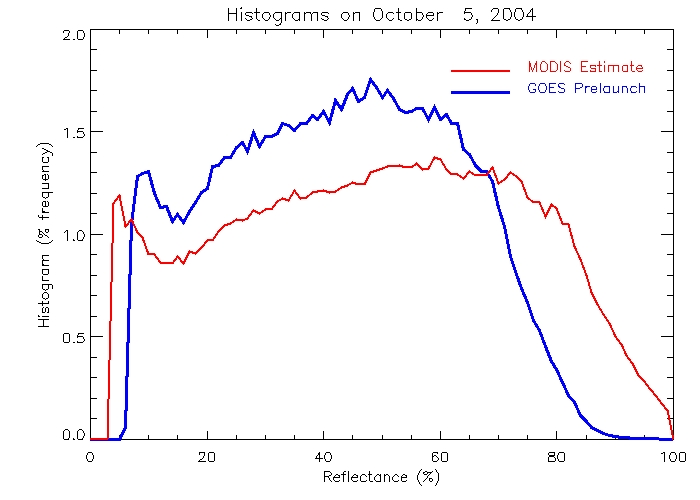 Histograms on October  5, 2004
MODIS Estimate
GOES Prelaunch
Histogram (% frequency)
2.0
1.5
1.0
0.5
0.0
0 20 40 60 80 100
Reflectance (%)